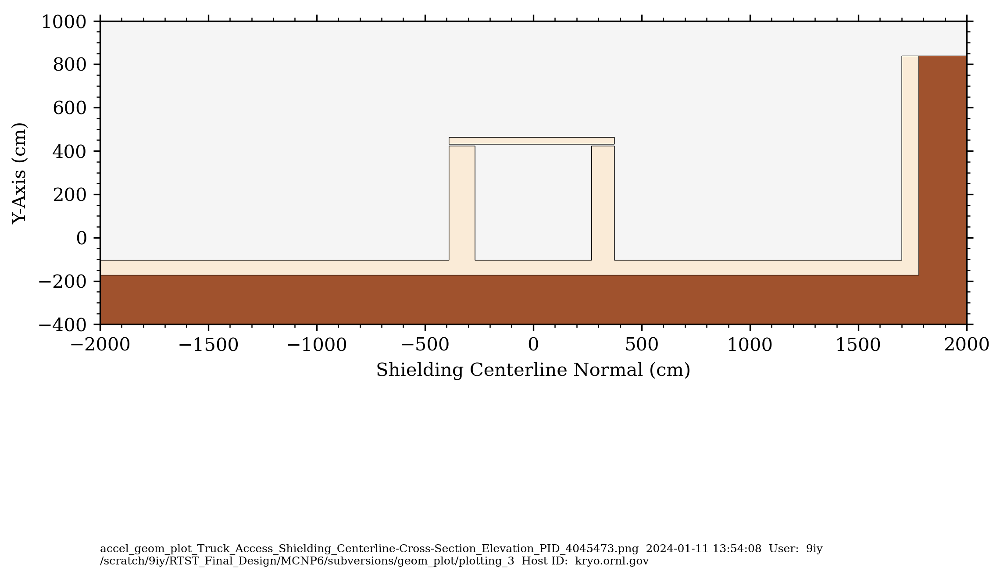 1000
800
600
400
200
0
−200
−400
Y-Axis (cm)
−2000 −1500 −1000 −500 0 500 1000 1500 2000
Shielding Centerline Normal (cm)
accel_geom_plot_Truck_Access_Shielding_Centerline-Cross-Section_Elevation_PID_4045473.png 2024-01-11 13:54:08 User: 9iy
/scratch/9iy/RTST_Final_Design/MCNP6/subversions/geom_plot/plotting_3 Host ID: kryo.ornl.gov